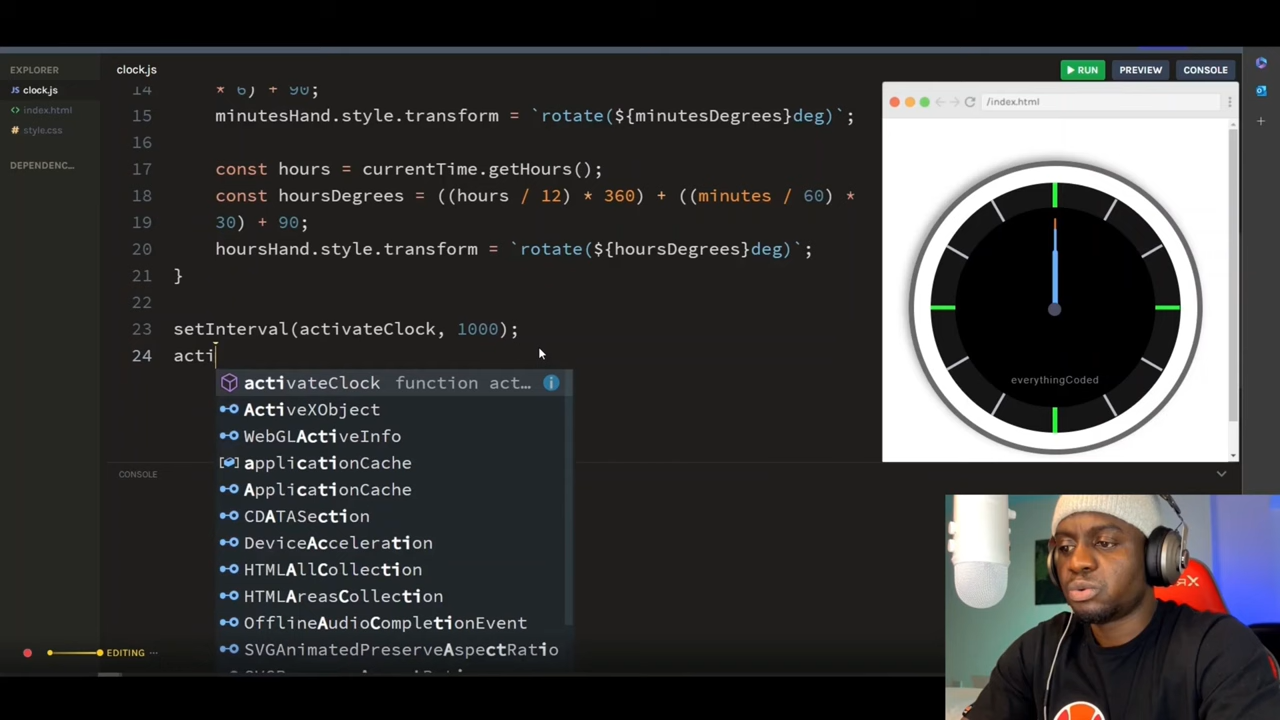 EXPLORER
clock.js
index.html
style.css
DEPENDENC...
clock.js
RUN
PREVIEW
CONSOLE
14 * 6) + 90;
15 minutesHand.style.transform = `rotate(${minutesDegrees}deg)`;
16
17 const hours = currentTime.getHours();
18 const hoursDegrees = ((hours / 12) * 360) + ((minutes / 60) *
19 30) + 90;
20 hoursHand.style.transform = `rotate(${hoursDegrees}deg)`;
21 }
22
23 setInterval(activateClock, 1000);
24 acti
activateClock function act...
ActiveXObject
WebGLActiveInfo
applicationCache
ApplicationCache
CDATASection
DeviceAcceleration
HTMLAllCollection
HTMLAreasCollection
OfflineAudioCompletionEvent
SVGAnimatedPreserveAspectRatio
CONSOLE
/index.html
everythingCoded
EDITING ...